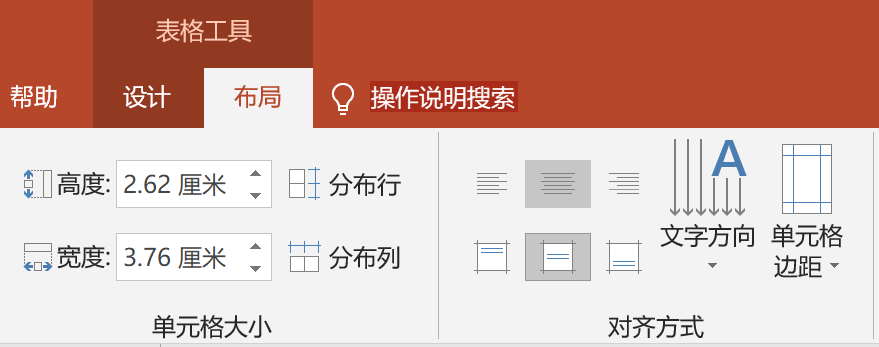 表格工具
帮助 设计 布局 操作说明搜索
高度: 2.62 厘米 分布行
宽度: 3.76 厘米 分布列
文字方向
单元格
边距
单元格大小 对齐方式